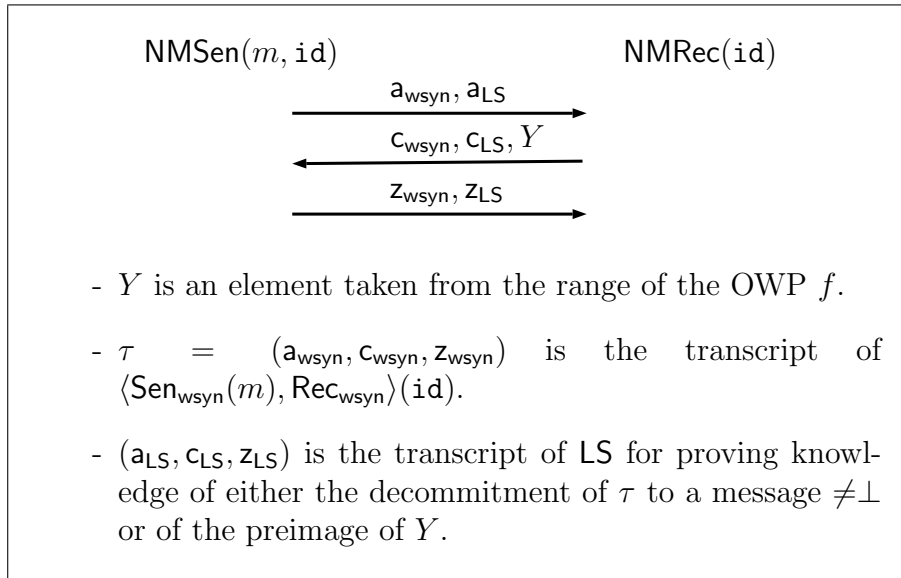 NMSen(m, id) NMRec(id)
a_wsyn, a_LS
c_wsyn, c_LS, Y
z_wsyn, z_LS
- Y is an element taken from the range of the OWP f.
- τ = (a_wsyn, c_wsyn, z_wsyn) is the transcript of
⟨Sen_wsyn(m), Rec_wsyn⟩(id).
- (a_LS, c_LS, z_LS) is the transcript of LS for proving knowl-
edge of either the decommitment of τ to a message ≠⊥
or of the preimage of Y.